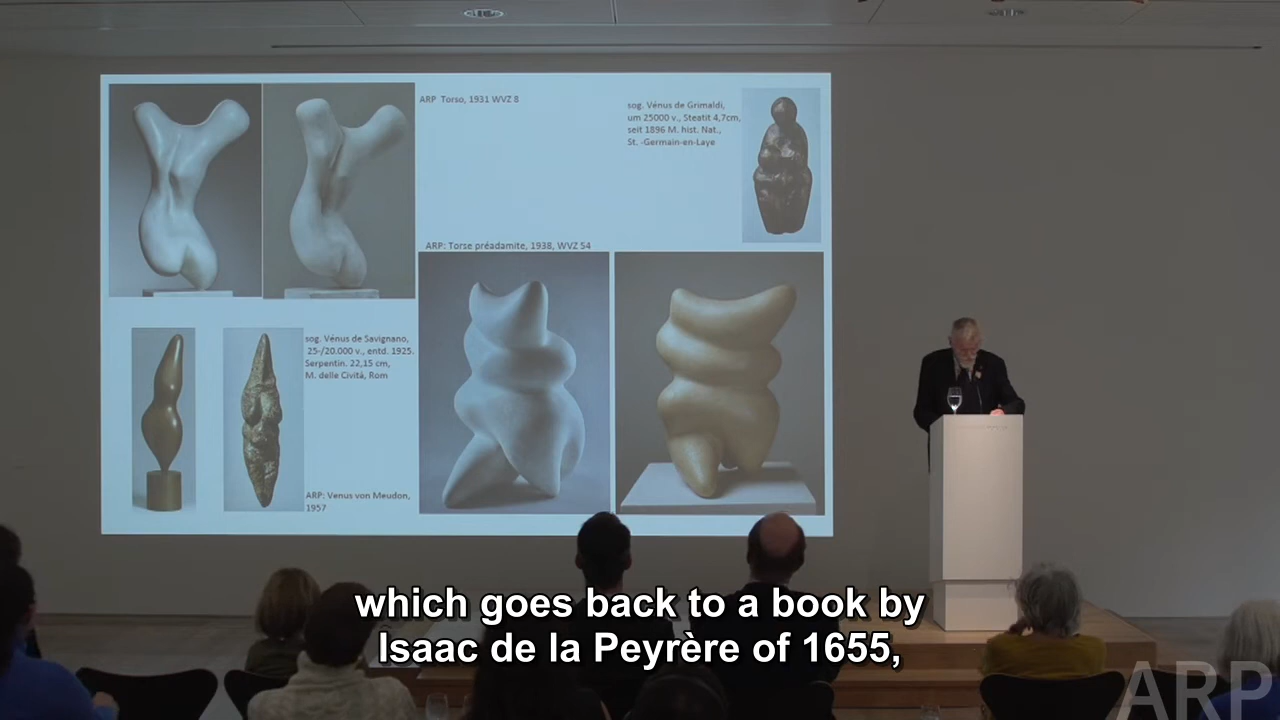 ARP Torso, 1931 WVZ 8
sog. Vénus de Grimaldi,
um 25000 v., Steatit 4,7cm,
seit 1896 M. hist. Nat.,
St. -Germain-en-Laye
ARP: Torse préadamite, 1938, WVZ 54
sog. Vénus de Savignano,
25-/20.000 v., entd. 1925.
Serpentin. 22,15 cm,
M. delle Cività, Rom
ARP: Venus von Meudon,
1957
which goes back to a book by
Isaac de la Peyrère of 1655,
ARP